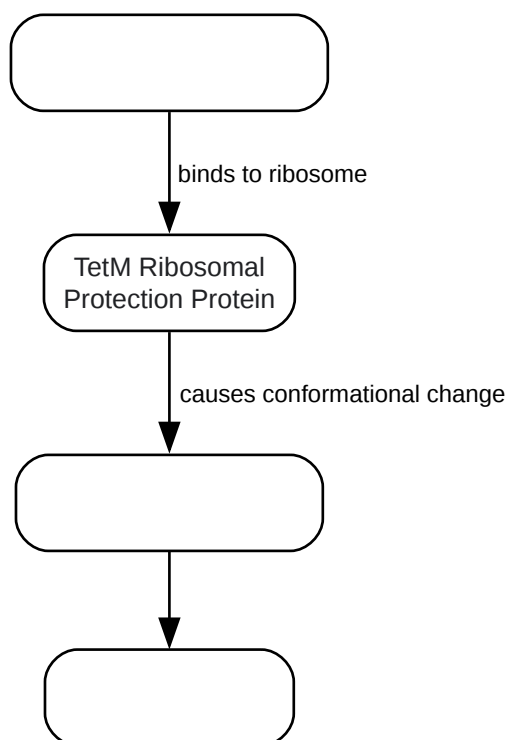 binds to ribosome
TetM Ribosomal
Protection Protein
causes conformational change